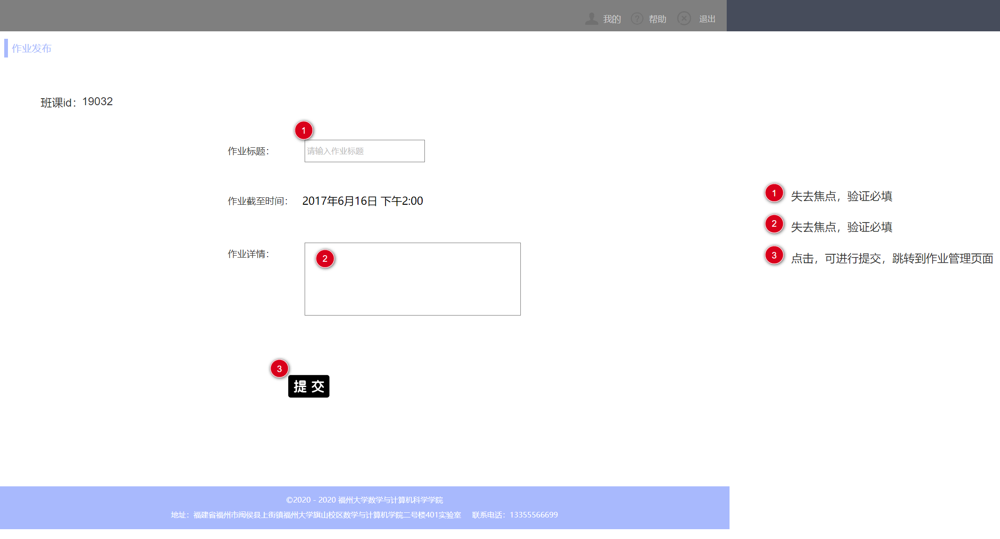 我的 ? 帮助 退出
作业发布
班课id：19032
1
作业标题： 请输入作业标题
作业截至时间： 2017年6月16日 下午2:00
作业详情：
2
3
提 交
1 失去焦点，验证必填
2 失去焦点，验证必填
3 点击，可进行提交，跳转到作业管理页面
©2020 - 2020 福州大学数学与计算机科学学院
地址：福建省福州市闽侯县上街镇福州大学旗山校区数学与计算机学院二号楼401实验室 联系电话：13355566699